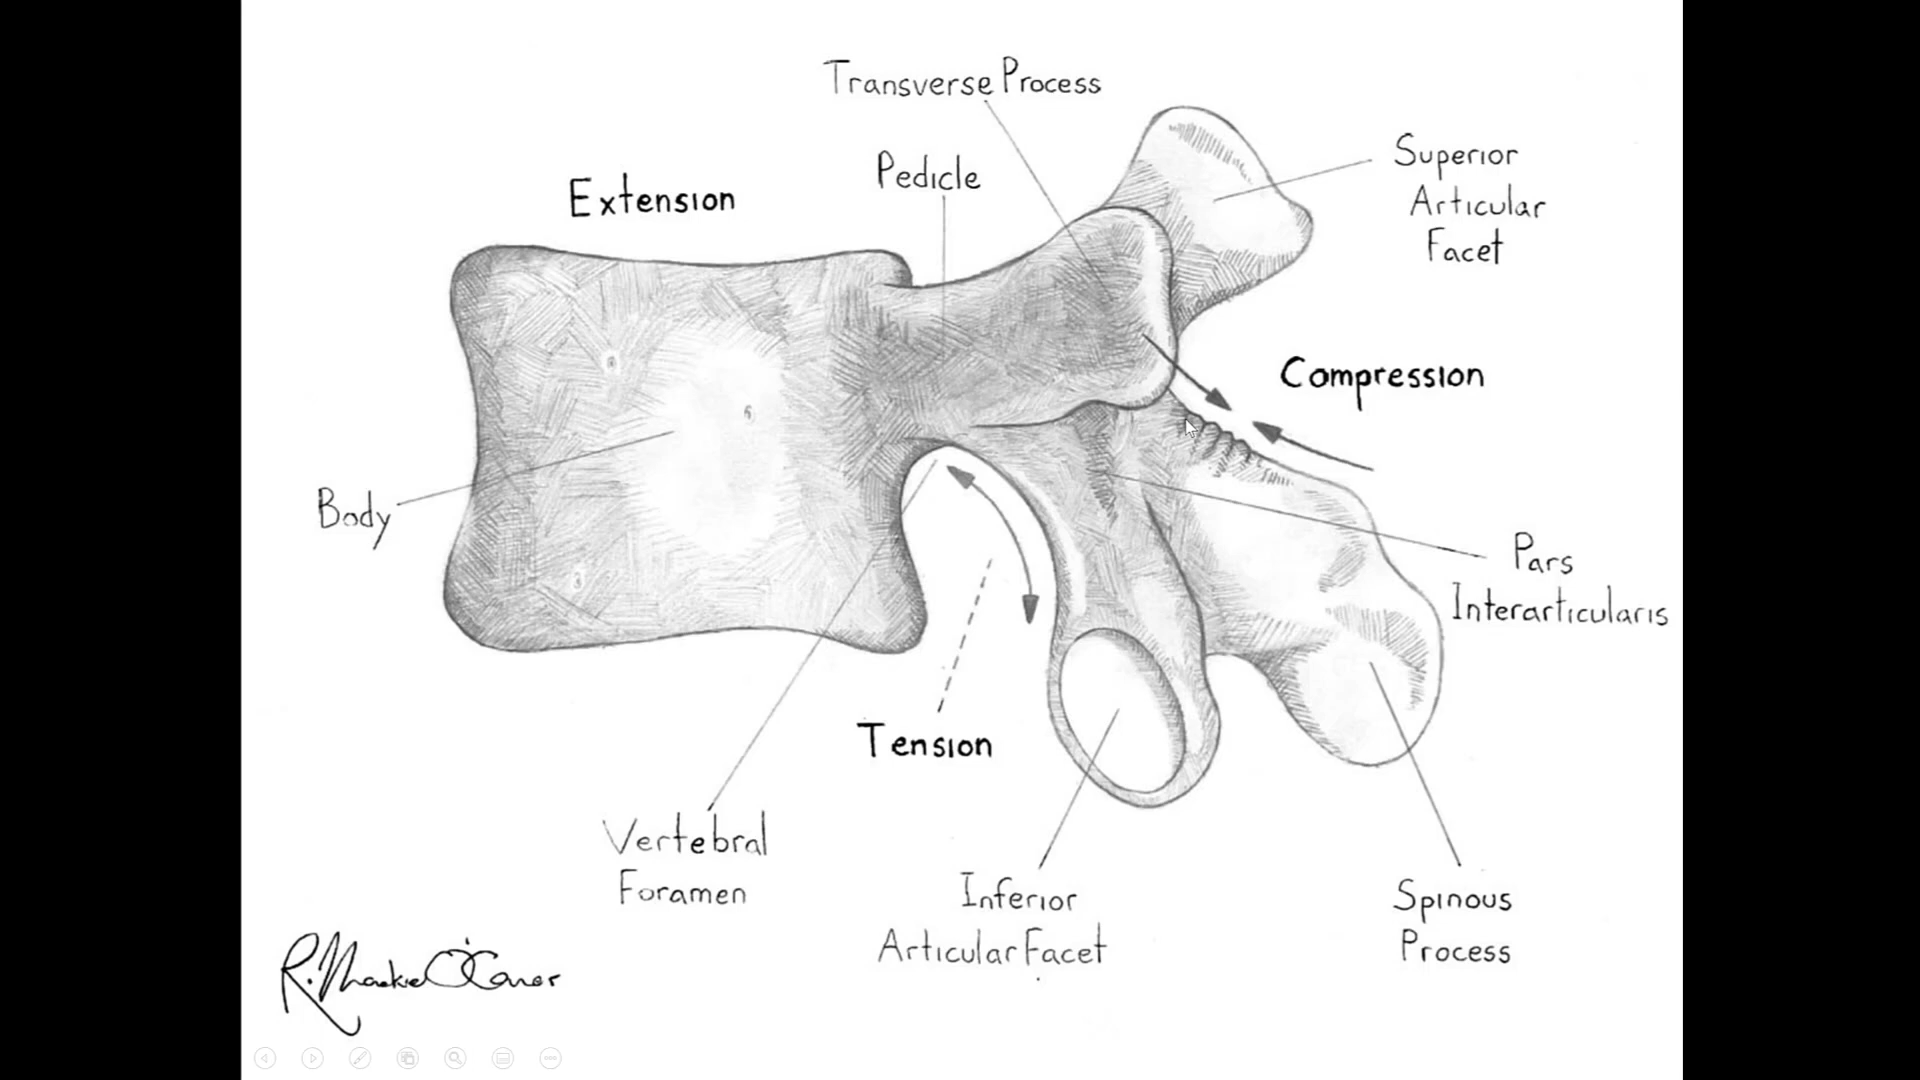 Transverse Process
Pedicle
Extension
Superior
Articular
Facet
Compression
Body
Pars
Interarticularis
Tension
Vertebral
Foramen
Inferior
Articular Facet
Spinous
Process